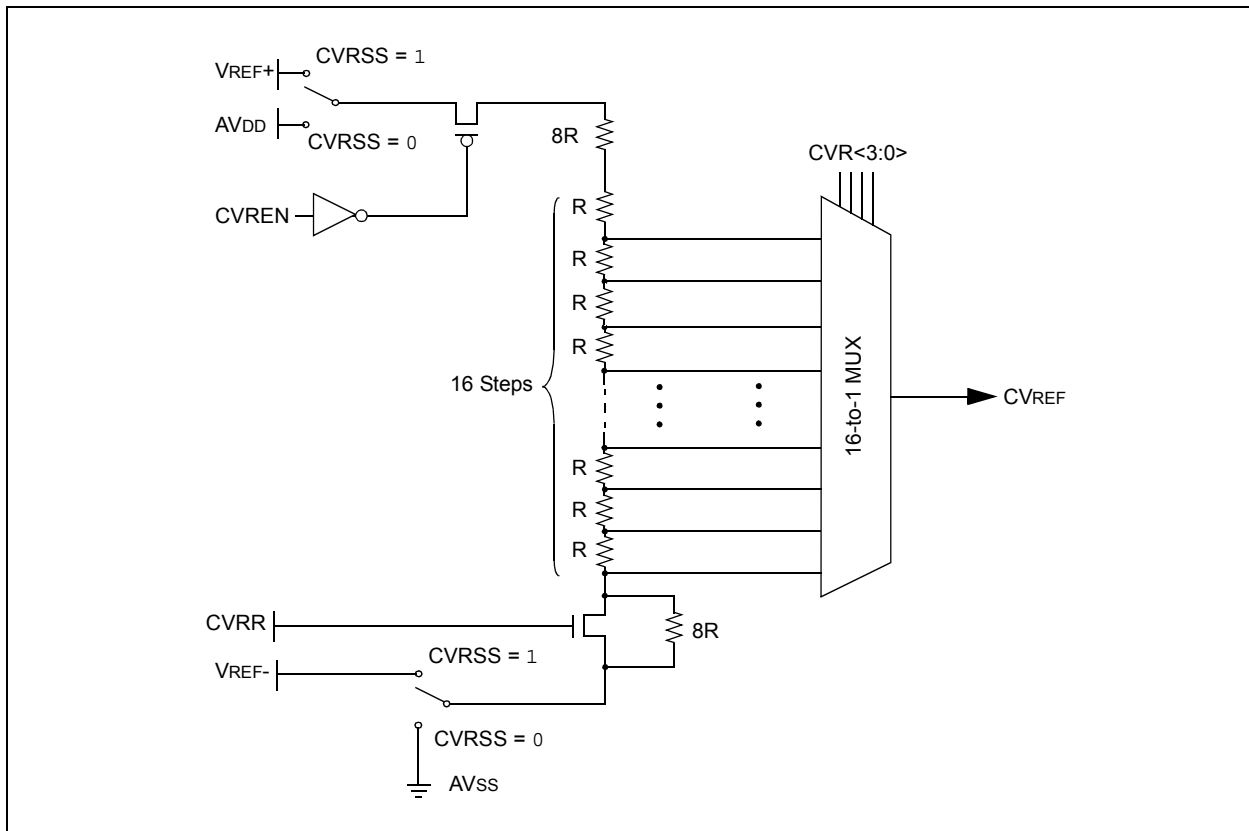 CVRSS = 1
VREF+
AVDD
CVRSS = 0
8R
CVR<3:0>
CVREN
R
R
R
R
16 Steps
16-to-1 MUX
CVREF
R
R
R
CVRR
8R
CVRSS = 1
VREF-
CVRSS = 0
AVSS